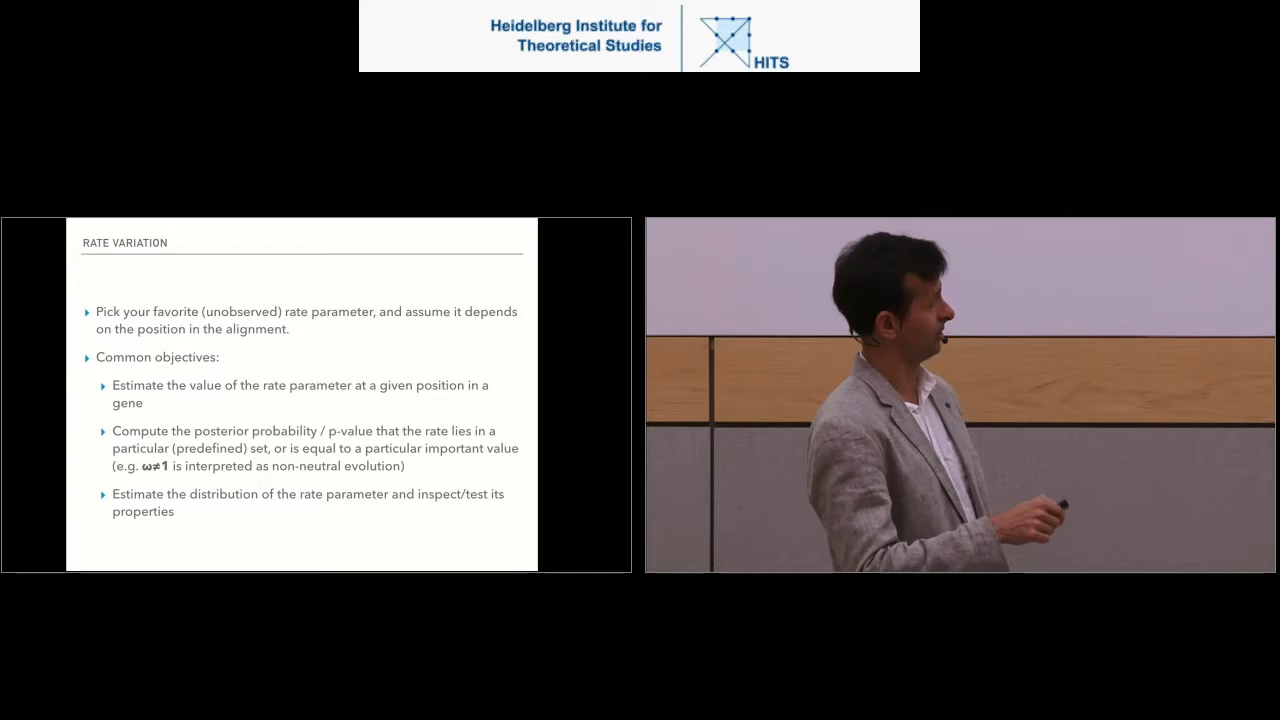 Heidelberg Institute for
Theoretical Studies
HITS
RATE VARIATION
Pick your favorite (unobserved) rate parameter, and assume it depends
on the position in the alignment.
Common objectives:
Estimate the value of the rate parameter at a given position in a
gene
Compute the posterior probability / p-value that the rate lies in a
particular (predefined) set, or is equal to a particular important value
(e.g. ω≠1 is interpreted as non-neutral evolution)
Estimate the distribution of the rate parameter and inspect/test its
properties